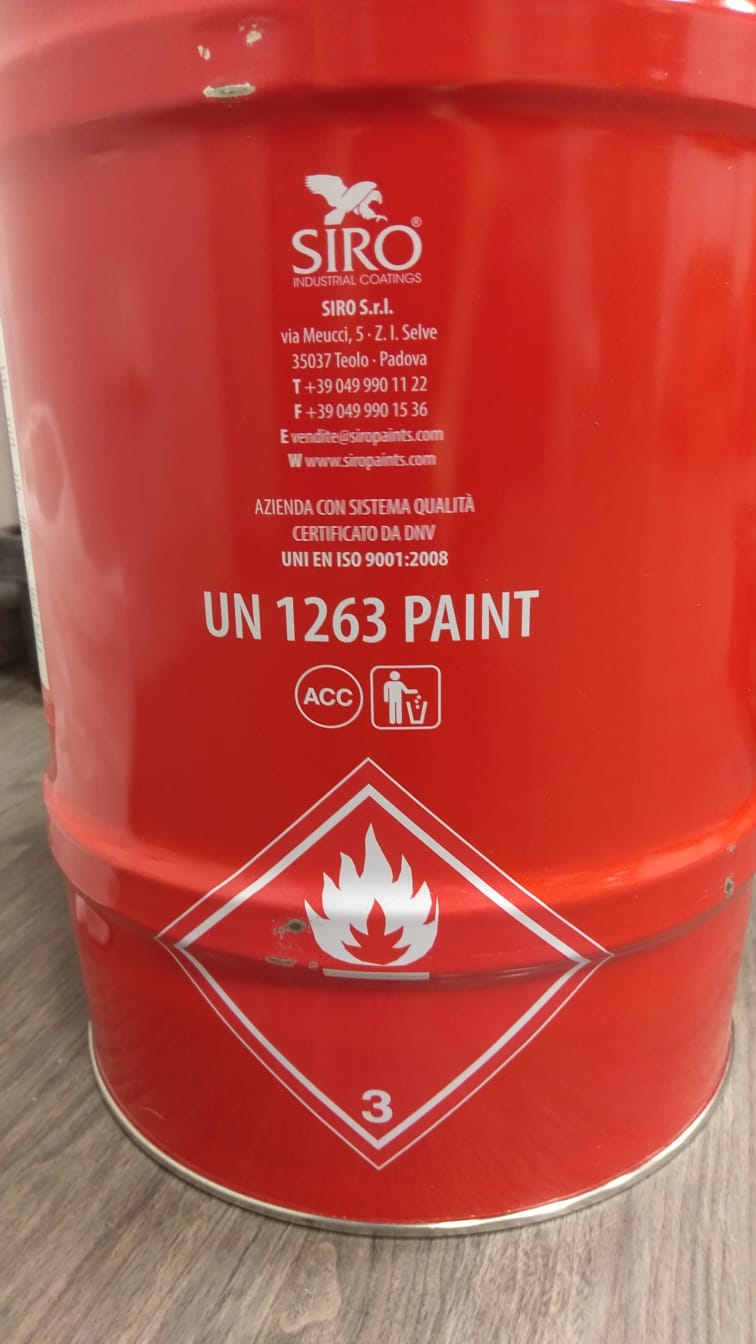 SIRO®
INDUSTRIAL COATINGS
SIRO S.r.l.
via Meucci, 5 · Z. I. Selve
35037 Teolo · Padova
T +39 049 990 11 22
F +39 049 990 15 36
E vendite@siropaints.com
W www.siropaints.com
AZIENDA CON SISTEMA QUALITÀ
CERTIFICATO DA DNV
UNI EN ISO 9001:2008
UN 1263 PAINT
ACC
3